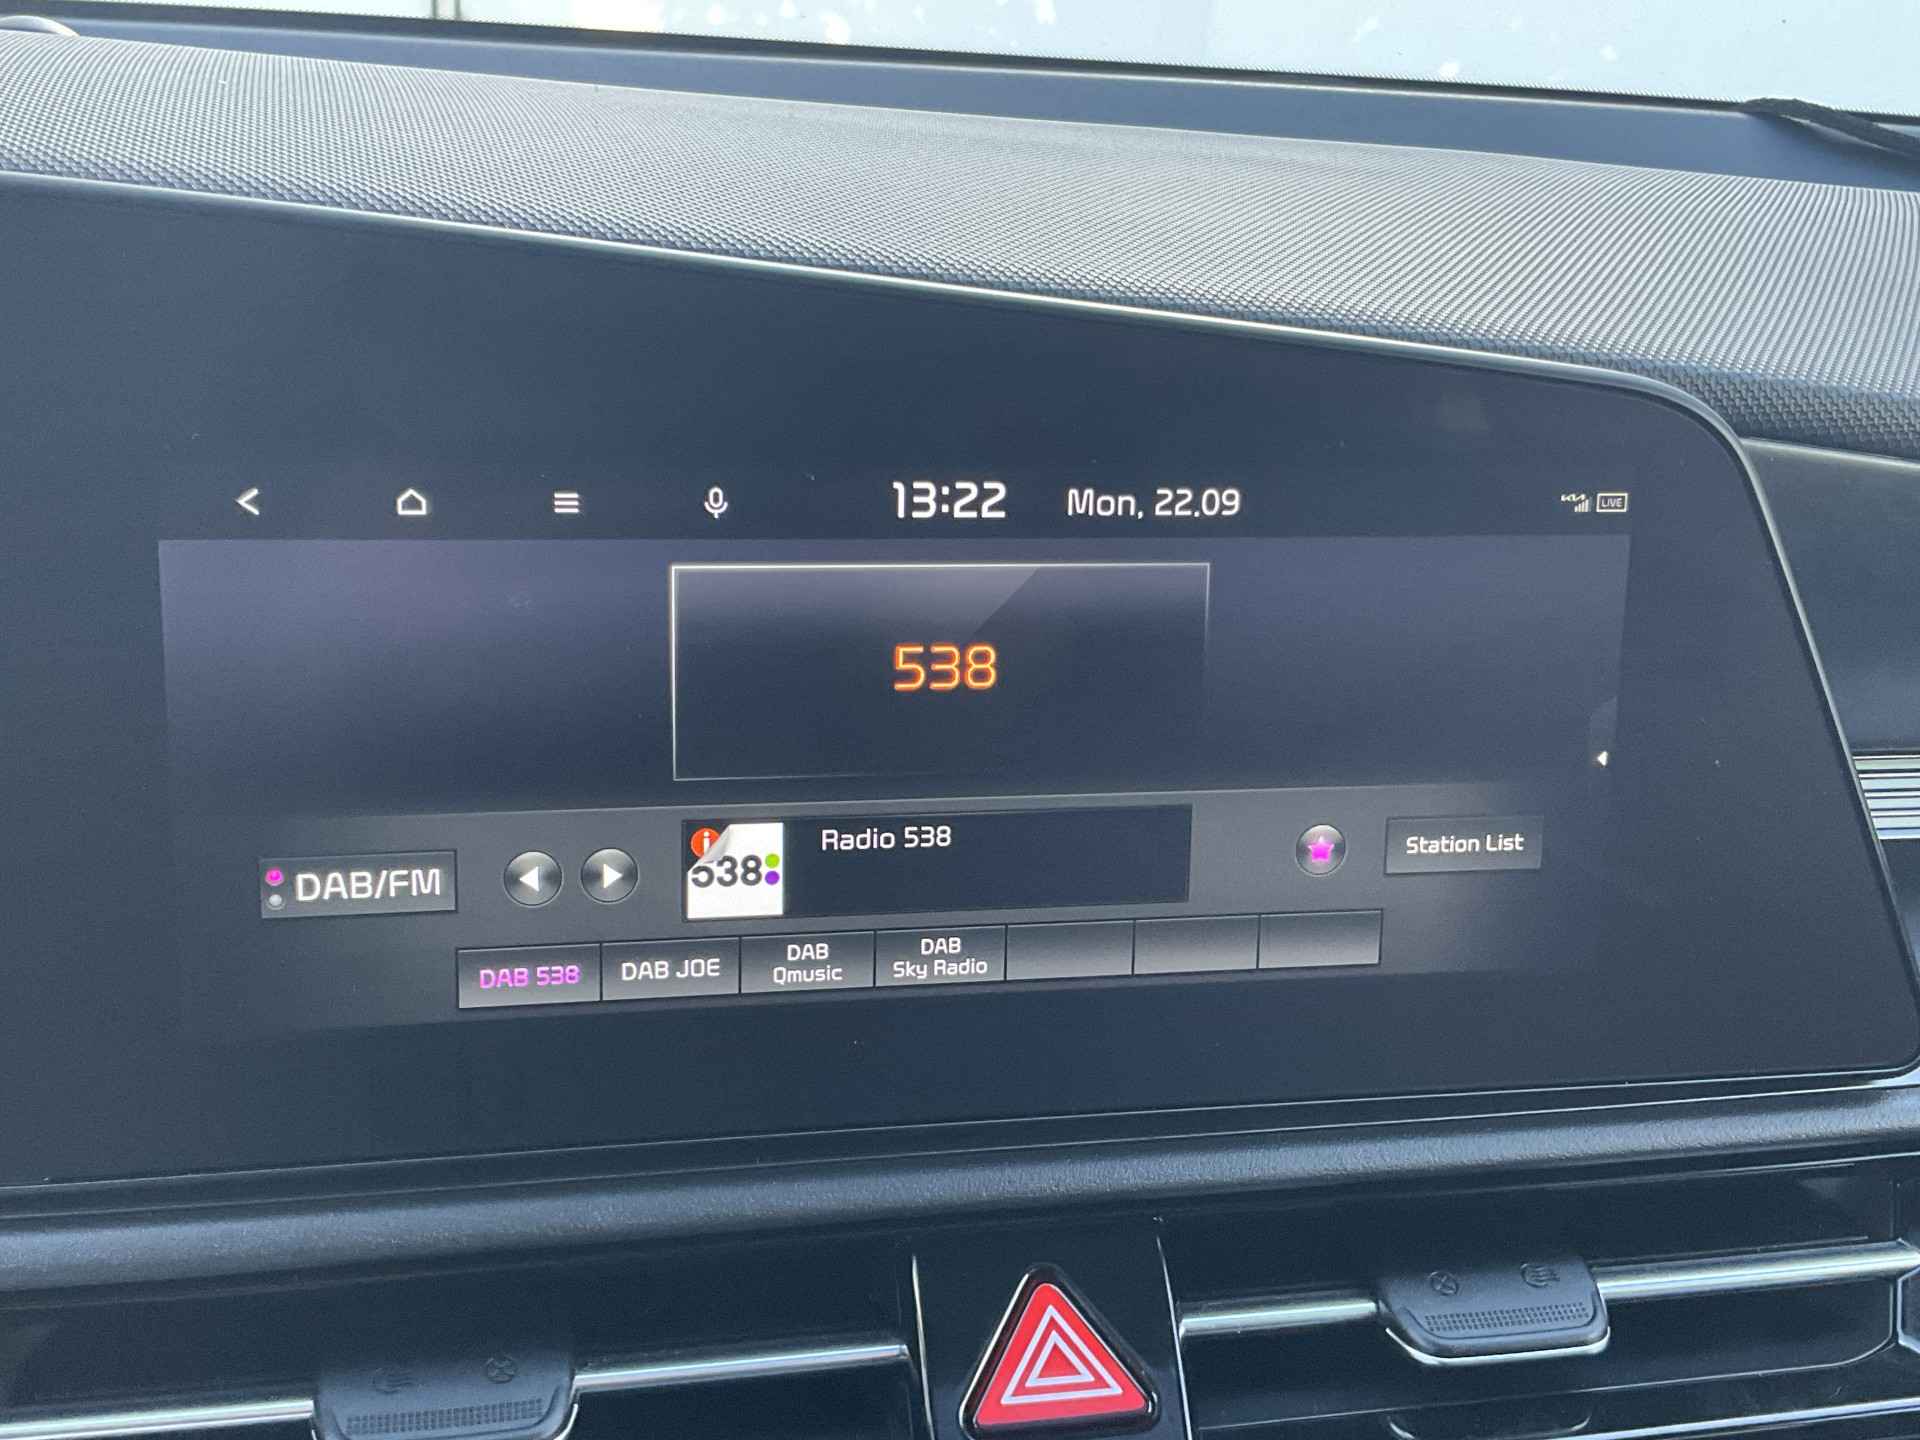 13:22 Mon, 22.09 KIA LIVE
538
i
538
Radio 538
Station List
DAB/FM
DAB 538
DAB JOE
DAB
Qmusic
DAB
Sky Radio